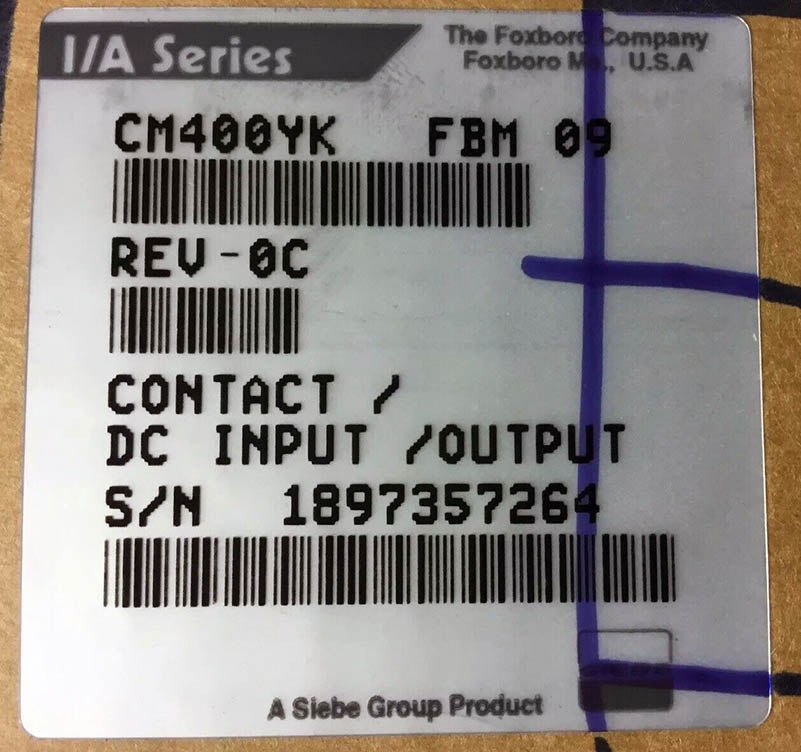 I/A Series
The Foxboro Company
Foxboro Ma., U.S.A
CM400YK FBM 09
REV-0C
CONTACT /
DC INPUT /OUTPUT
S/N 1897357264
A Siebe Group Product